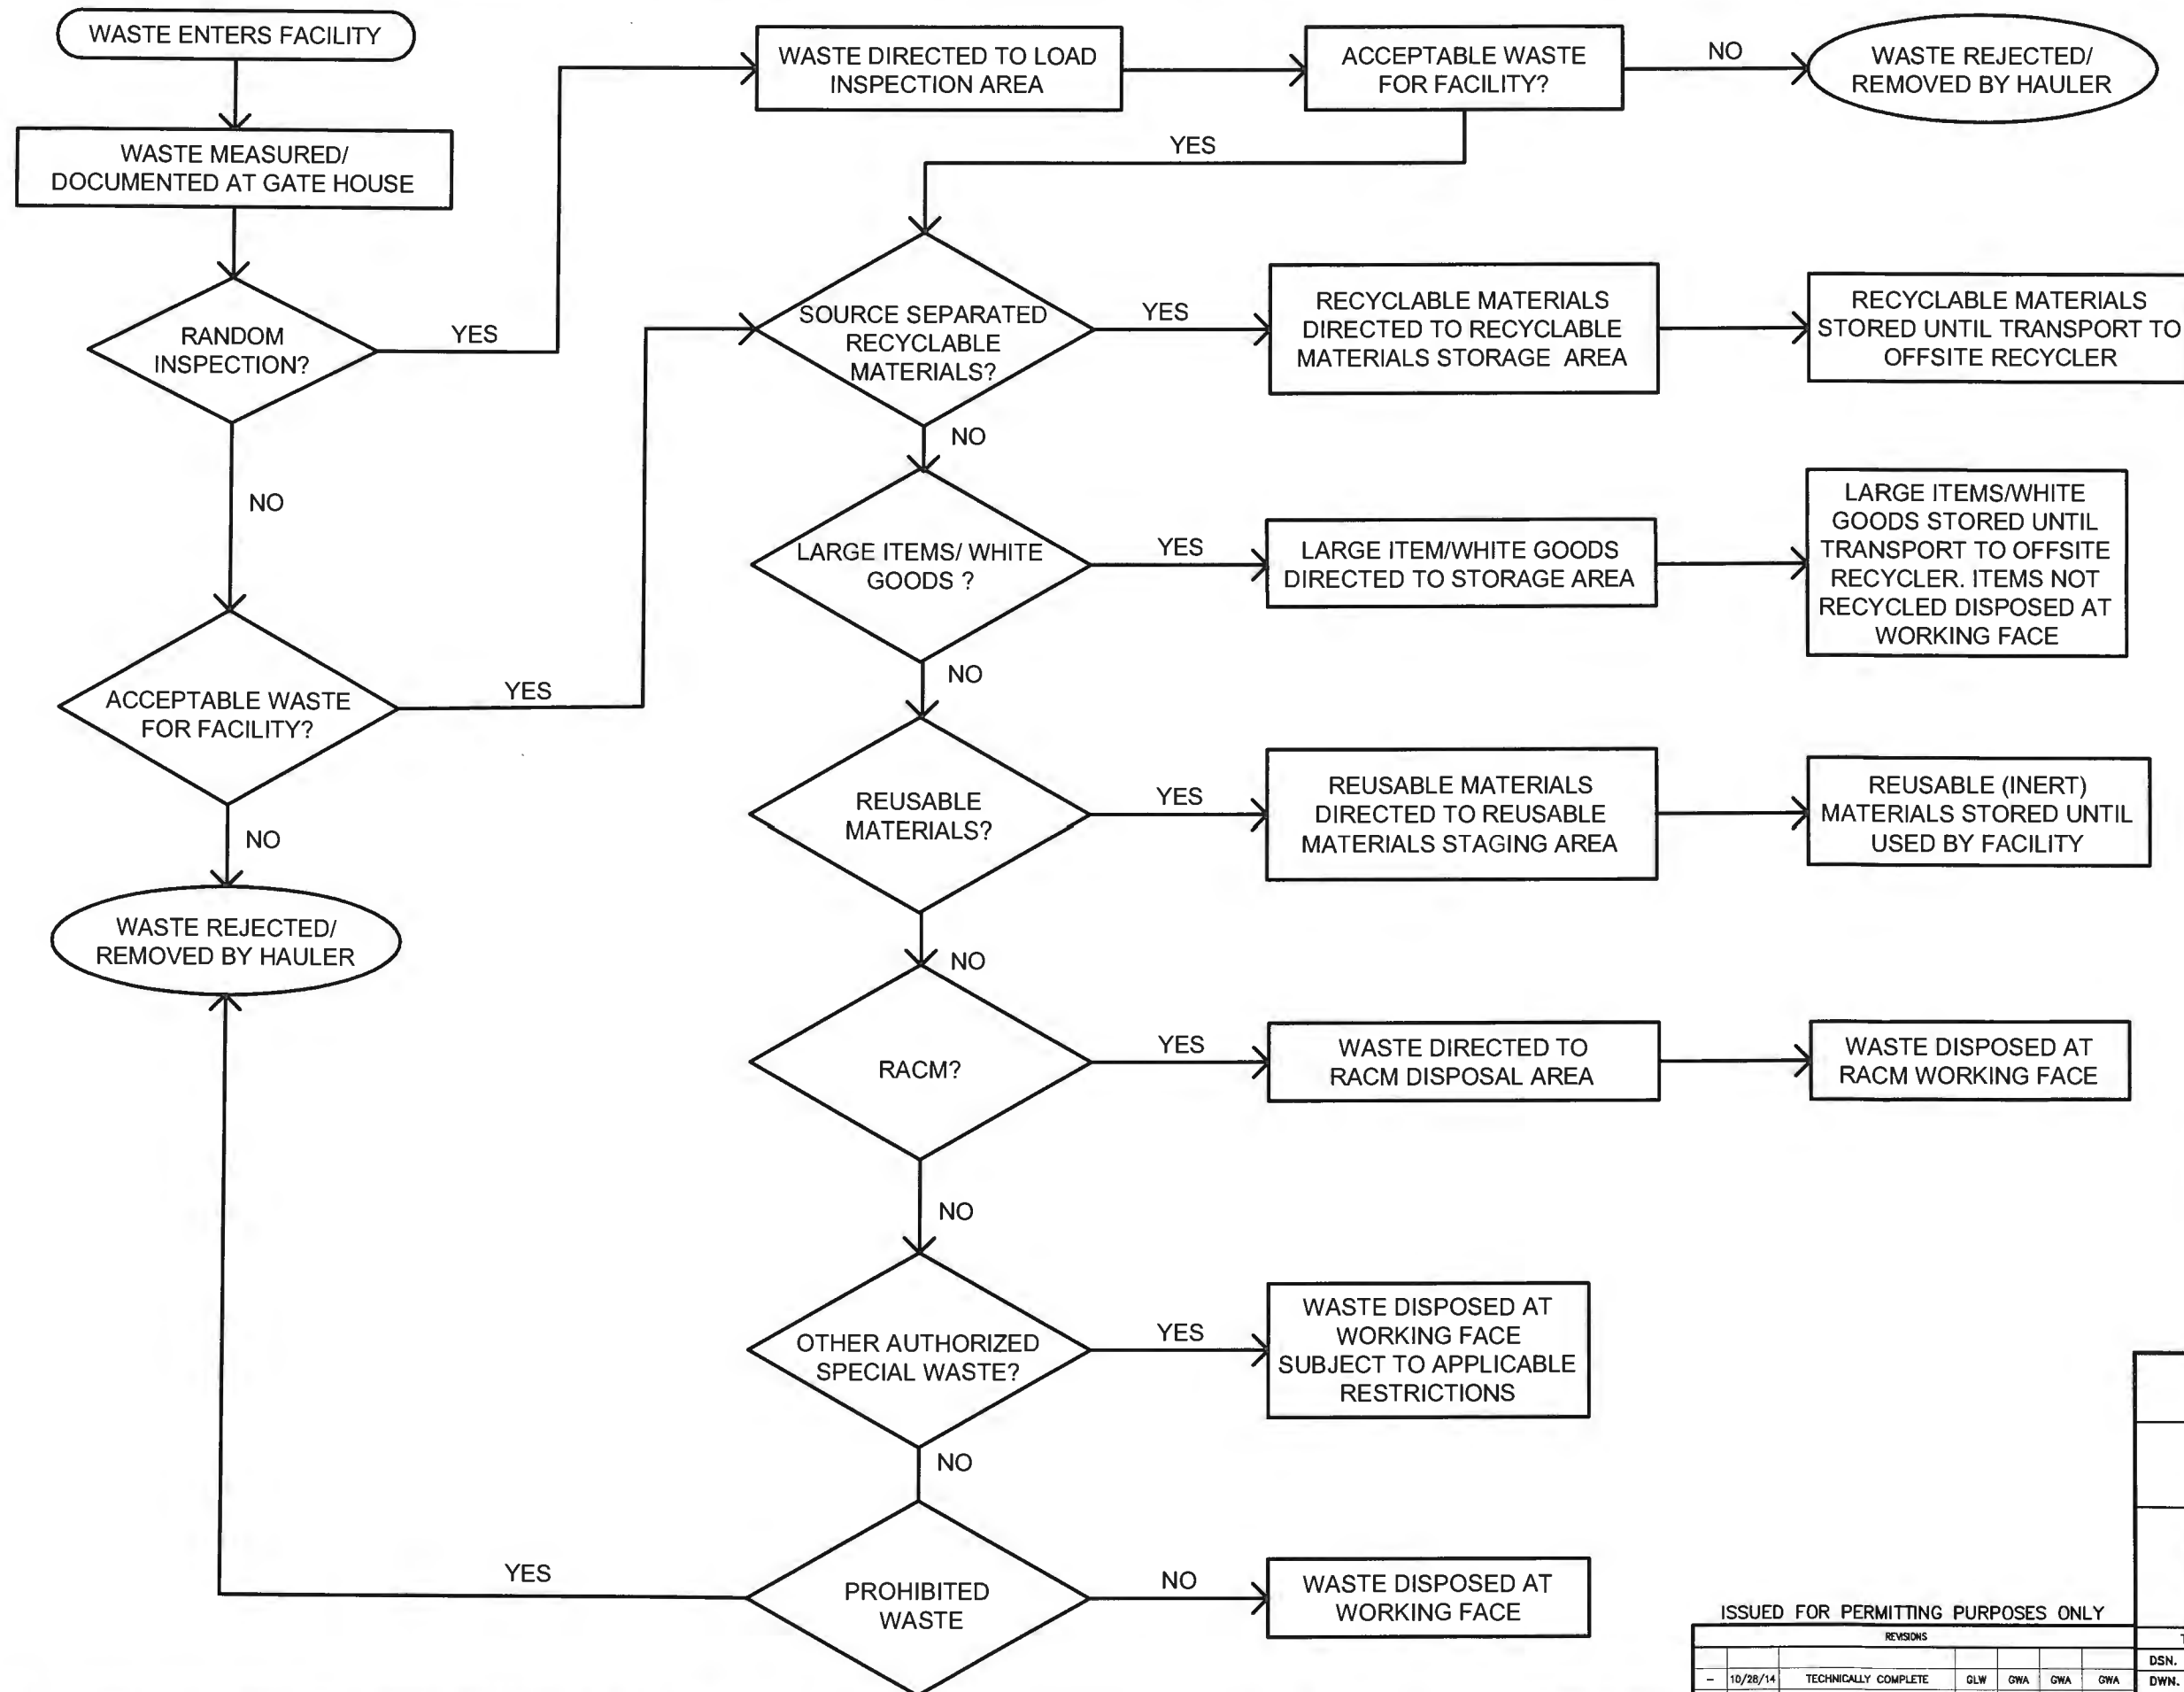 WASTE ENTERS FACILITY
WASTE MEASURED/
DOCUMENTED AT GATE HOUSE
RANDOM
INSPECTION?
YES
NO
ACCEPTABLE WASTE
FOR FACILITY?
YES
NO
WASTE REJECTED/
REMOVED BY HAULER
WASTE DIRECTED TO LOAD
INSPECTION AREA
ACCEPTABLE WASTE
FOR FACILITY?
NO
WASTE REJECTED/
REMOVED BY HAULER
YES
SOURCE SEPARATED
RECYCLABLE
MATERIALS?
YES
RECYCLABLE MATERIALS
DIRECTED TO RECYCLABLE
MATERIALS STORAGE AREA
RECYCLABLE MATERIALS
STORED UNTIL TRANSPORT TO
OFFSITE RECYCLER
NO
LARGE ITEMS/ WHITE
GOODS ?
YES
LARGE ITEM/WHITE GOODS
DIRECTED TO STORAGE AREA
LARGE ITEMS/WHITE
GOODS STORED UNTIL
TRANSPORT TO OFFSITE
RECYCLER. ITEMS NOT
RECYCLED DISPOSED AT
WORKING FACE
NO
REUSABLE
MATERIALS?
YES
REUSABLE MATERIALS
DIRECTED TO REUSABLE
MATERIALS STAGING AREA
REUSABLE (INERT)
MATERIALS STORED UNTIL
USED BY FACILITY
NO
RACM?
YES
WASTE DIRECTED TO
RACM DISPOSAL AREA
WASTE DISPOSED AT
RACM WORKING FACE
NO
OTHER AUTHORIZED
SPECIAL WASTE?
YES
WASTE DISPOSED AT
WORKING FACE
SUBJECT TO APPLICABLE
RESTRICTIONS
NO
PROHIBITED
WASTE
YES
NO
WASTE DISPOSED AT
WORKING FACE
ISSUED FOR PERMITTING PURPOSES ONLY
REVISIONS
- 10/28/14 TECHNICALLY COMPLETE GLW GWA GWA GWA
DSN.
DWN.